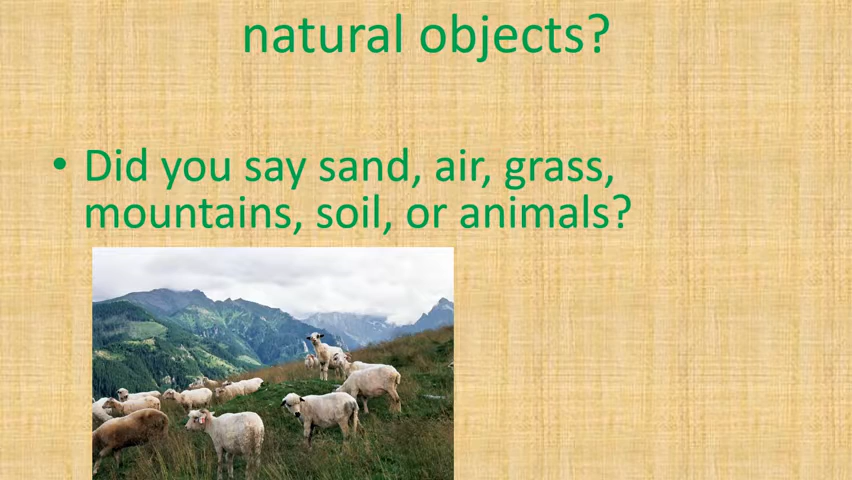 natural objects?
• Did you say sand, air, grass,
mountains, soil, or animals?